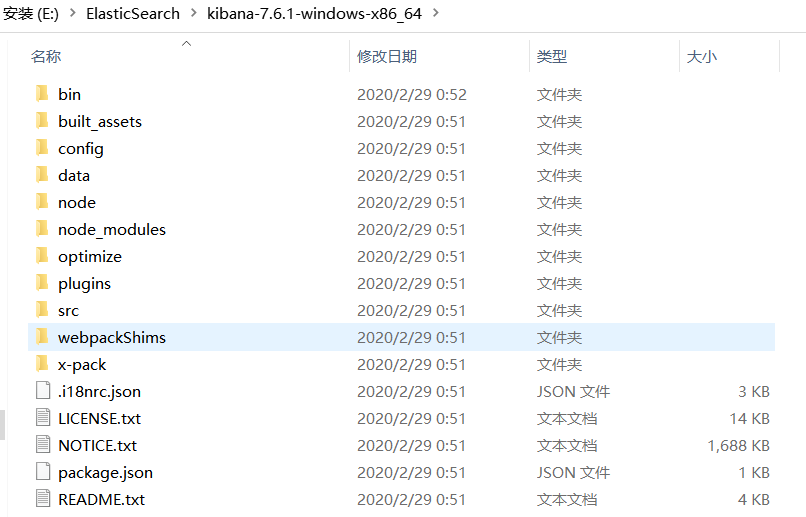 安装 (E:) > ElasticSearch > kibana-7.6.1-windows-x86_64 >
名称 修改日期 类型 大小
bin 2020/2/29 0:52 文件夹
built_assets 2020/2/29 0:51 文件夹
config 2020/2/29 0:51 文件夹
data 2020/2/29 0:51 文件夹
node 2020/2/29 0:51 文件夹
node_modules 2020/2/29 0:51 文件夹
optimize 2020/2/29 0:51 文件夹
plugins 2020/2/29 0:51 文件夹
src 2020/2/29 0:51 文件夹
webpackShims 2020/2/29 0:51 文件夹
x-pack 2020/2/29 0:51 文件夹
.i18nrc.json 2020/2/29 0:51 JSON 文件 3 KB
LICENSE.txt 2020/2/29 0:51 文本文档 14 KB
NOTICE.txt 2020/2/29 0:51 文本文档 1,688 KB
package.json 2020/2/29 0:51 JSON 文件 1 KB
README.txt 2020/2/29 0:51 文本文档 4 KB